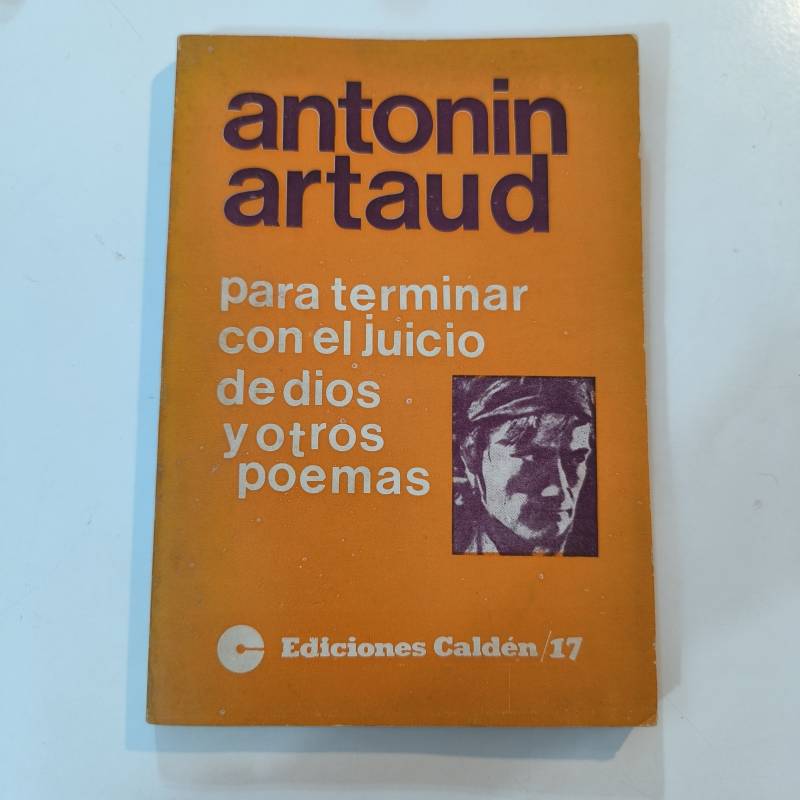 antonin
artaud
para terminar
con el juicio
de dios
y otros
poemas
Ediciones Caldén/17